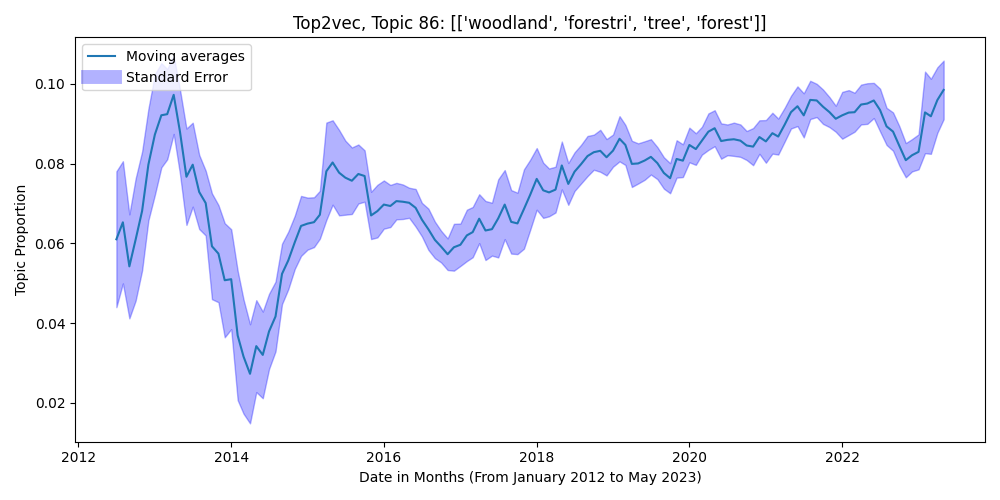 Top2vec, Topic 86: [['woodland', 'forestri', 'tree', 'forest']]
Moving averages
Standard Error
Topic Proportion
0.10
0.08
0.06
0.04
0.02
2012 2014 2016 2018 2020 2022
Date in Months (From January 2012 to May 2023)